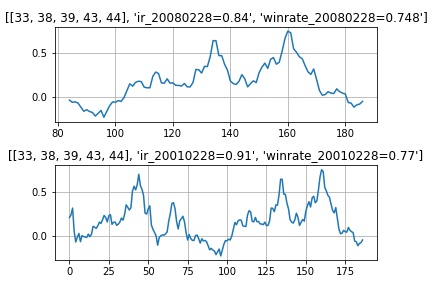 [[33, 38, 39, 43, 44], 'ir_20080228=0.84', 'winrate_20080228=0.748']
0.5
0.0
80 100 120 140 160 180
[[33, 38, 39, 43, 44], 'ir_20010228=0.91', 'winrate_20010228=0.77']
0.5
0.0
0 25 50 75 100 125 150 175